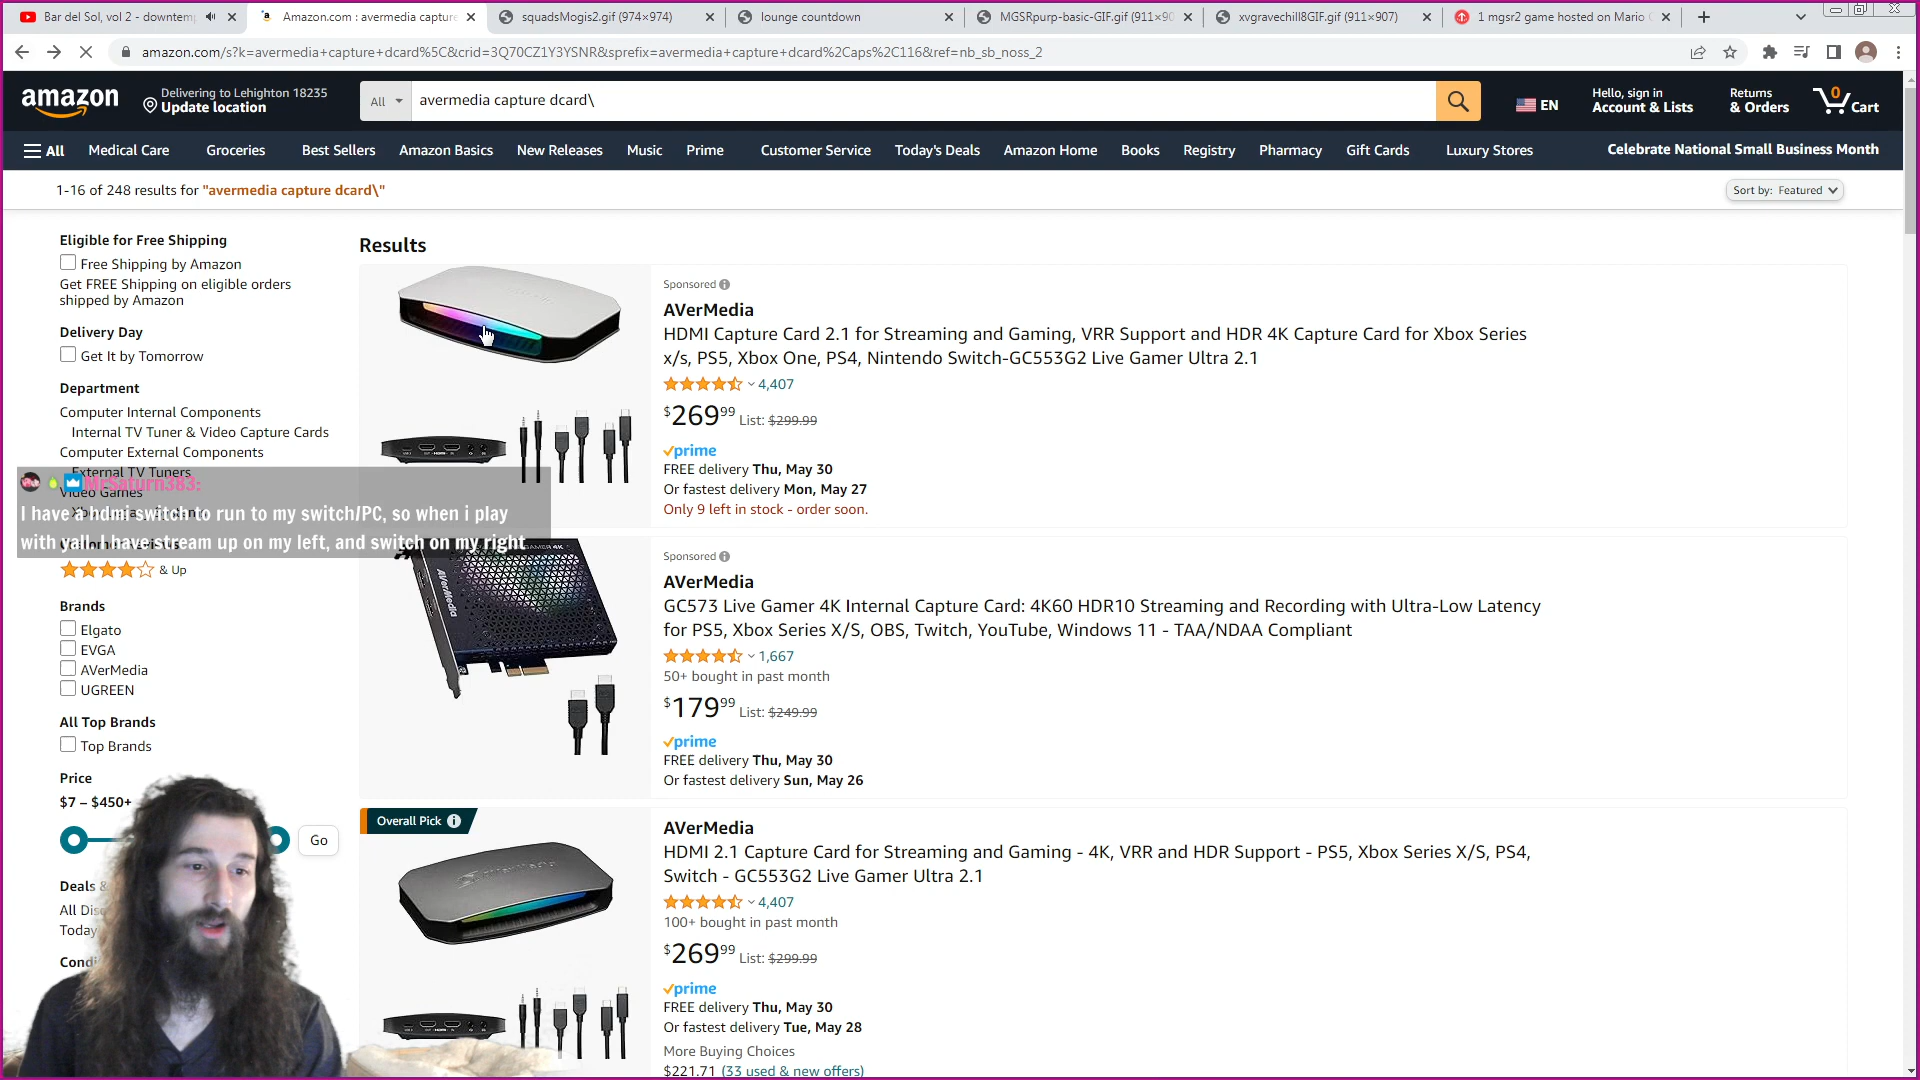 Bar del Sol, vol 2 - downtemp
Amazon.com : avermedia capture
squadsMogis2.gif (974×974)
lounge countdown
MGSRpurp-basic-GIF.gif (911×90
xvgravechill8GIF.gif (911×907)
1 mgsr2 game hosted on Mario
amazon.com/s?k=avermedia+capture+dcard%5C&crid=3Q70CZ1Y3YSNR&sprefix=avermedia+capture+dcard%2Caps%2C116&ref=nb_sb_noss_2
amazon
Delivering to Lehighton 18235
Update location
All
avermedia capture dcard\
EN
Hello, sign in
Account & Lists
Returns
& Orders
0
Cart
All
Medical Care
Groceries
Best Sellers
Amazon Basics
New Releases
Music
Prime
Customer Service
Today's Deals
Amazon Home
Books
Registry
Pharmacy
Gift Cards
Luxury Stores
Celebrate National Small Business Month
1-16 of 248 results for "avermedia capture dcard\"
Sort by: Featured
Eligible for Free Shipping
Free Shipping by Amazon
Get FREE Shipping on eligible orders
shipped by Amazon
Delivery Day
Get It by Tomorrow
Department
Computer Internal Components
Internal TV Tuner & Video Capture Cards
Computer External Components
External TV Tuners
Video Games
MrSaturn383:
I have a hdmi switch to run to my switch/PC, so when i play
with yall. I have stream up on my left, and switch on my right
& Up
Brands
Elgato
EVGA
AVerMedia
UGREEN
All Top Brands
Top Brands
Price
$7 – $450+
Go
Deals &
All Dis
Today
Condi
Results
Sponsored
AVerMedia
HDMI Capture Card 2.1 for Streaming and Gaming, VRR Support and HDR 4K Capture Card for Xbox Series
x/s, PS5, Xbox One, PS4, Nintendo Switch-GC553G2 Live Gamer Ultra 2.1
4,407
$269 99 List: $299.99
prime
FREE delivery Thu, May 30
Or fastest delivery Mon, May 27
Only 9 left in stock - order soon.
GAMER 4K
AVerMedia
Sponsored
AVerMedia
GC573 Live Gamer 4K Internal Capture Card: 4K60 HDR10 Streaming and Recording with Ultra-Low Latency
for PS5, Xbox Series X/S, OBS, Twitch, YouTube, Windows 11 - TAA/NDAA Compliant
1,667
50+ bought in past month
$179 99 List: $249.99
prime
FREE delivery Thu, May 30
Or fastest delivery Sun, May 26
Overall Pick
AVerMedia
HDMI 2.1 Capture Card for Streaming and Gaming - 4K, VRR and HDR Support - PS5, Xbox Series X/S, PS4,
Switch - GC553G2 Live Gamer Ultra 2.1
4,407
100+ bought in past month
$269 99 List: $299.99
prime
FREE delivery Thu, May 30
Or fastest delivery Tue, May 28
More Buying Choices
$221.71 (33 used & new offers)